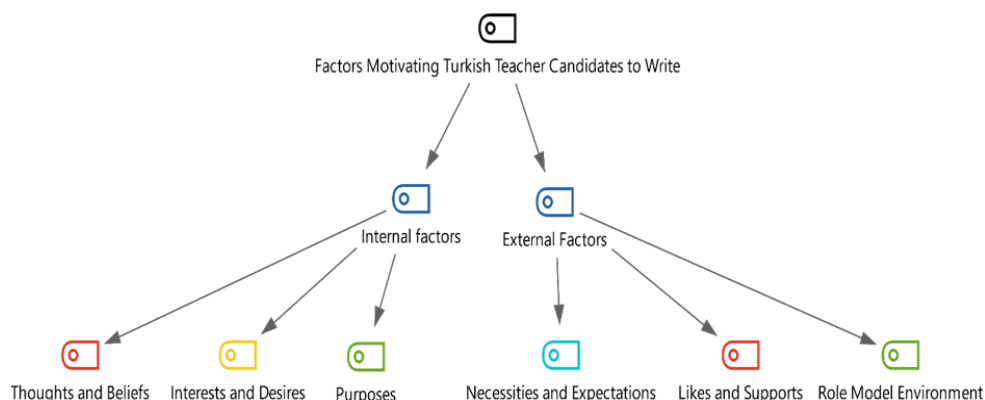 Factors Motivating Turkish Teacher Candidates to Write
Internal factors
External Factors
Thoughts and Beliefs
Interests and Desires
Purposes
Necessities and Expectations
Likes and Supports
Role Model Environment